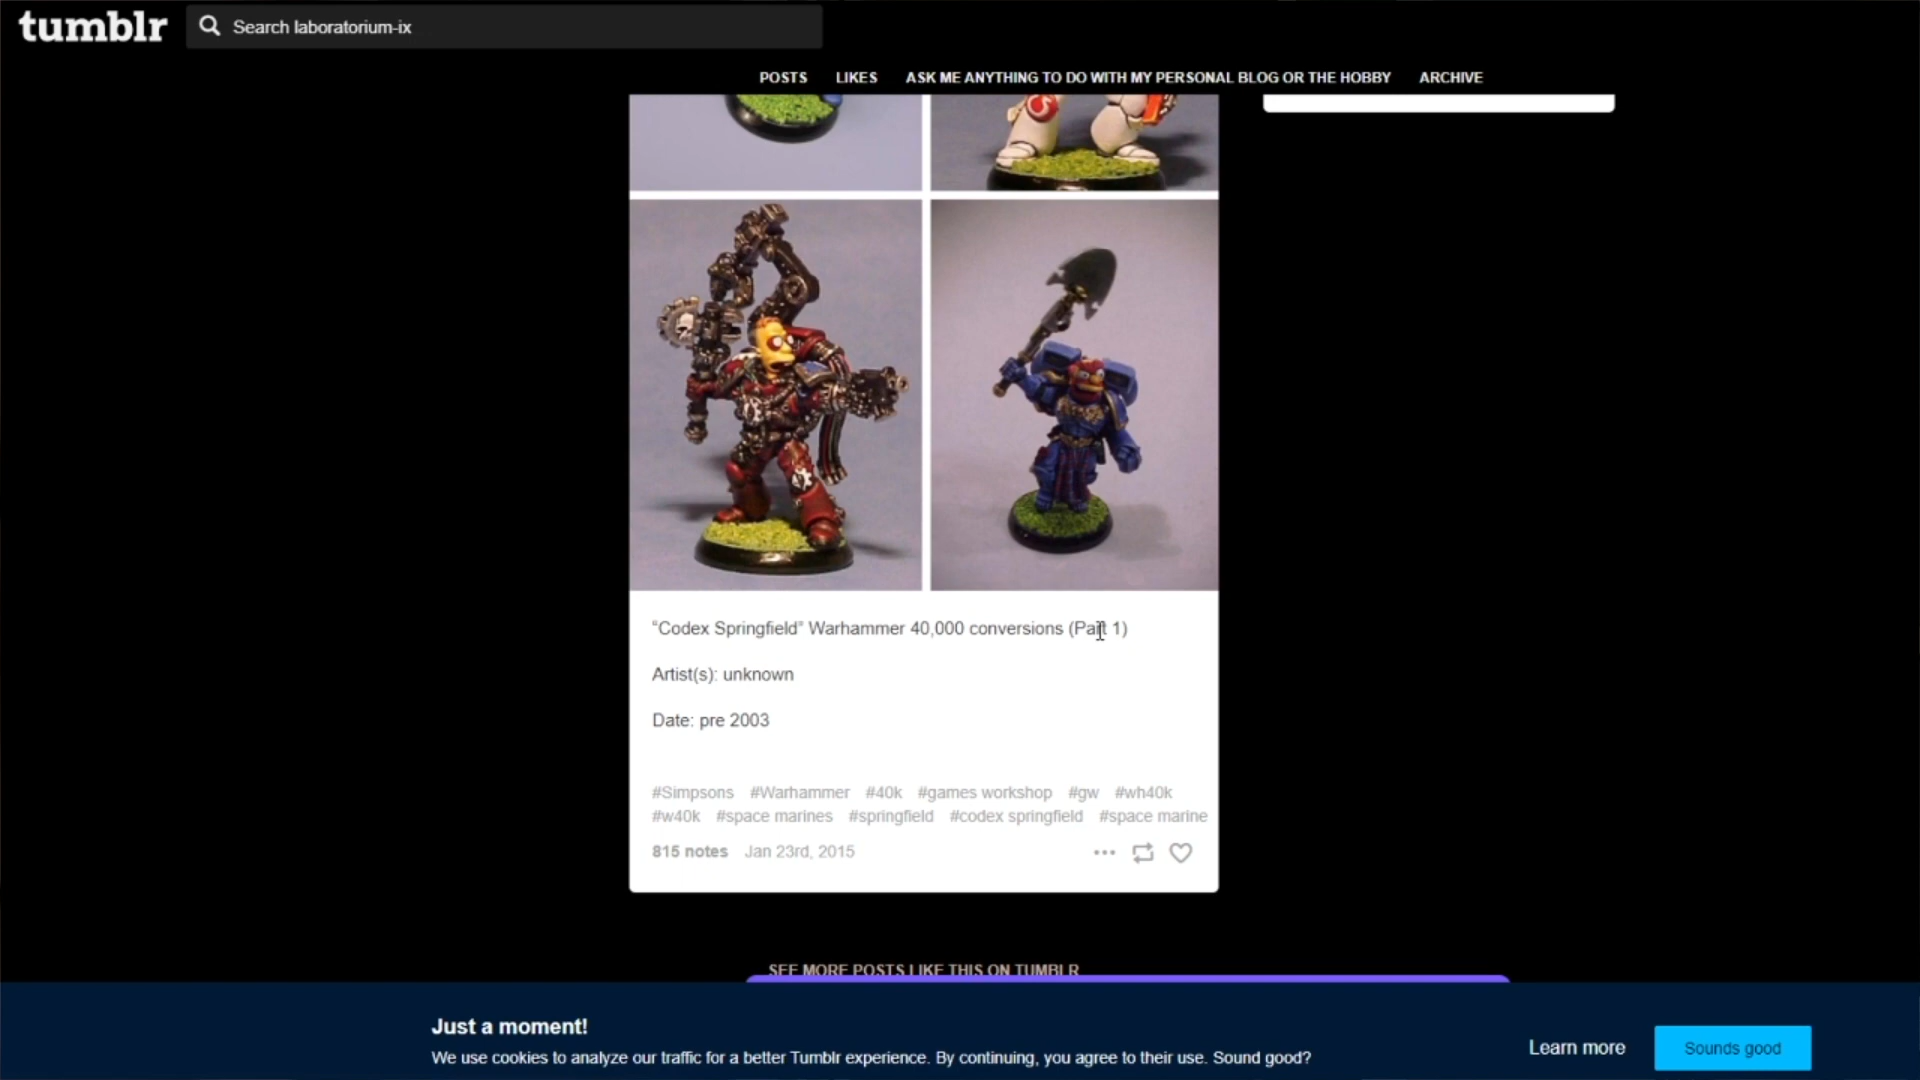 tumblr
Search laboratorium-ix
POSTS LIKES ASK ME ANYTHING TO DO WITH MY PERSONAL BLOG OR THE HOBBY ARCHIVE
“Codex Springfield” Warhammer 40,000 conversions (Part 1)
Artist(s): unknown
Date: pre 2003
#Simpsons #Warhammer #40k #games workshop #gw #wh40k
#w40k #space marines #springfield #codex springfield #space marine
815 notes Jan 23rd, 2015
SEE MORE POSTS LIKE THIS ON TUMBLR
Just a moment!
We use cookies to analyze our traffic for a better Tumblr experience. By continuing, you agree to their use. Sound good?
Learn more
Sounds good